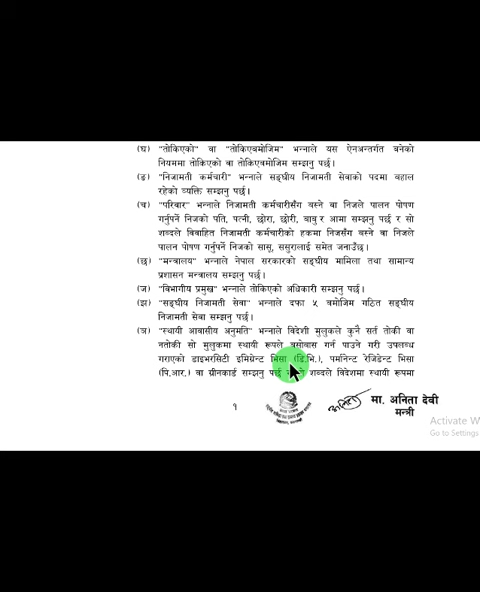 (घ) "तोकिएको" वा "तोकिएबमोजिम" भन्नाले यस ऐनअन्तर्गत बनेको
नियममा तोकिएको वा तोकिएबमोजिम सम्झनु पर्छ।
(ङ) "निजामती कर्मचारी" भन्नाले सङ्घीय निजामती सेवाको पदमा बहाल
रहेको व्यक्ति सम्झनु पर्छ।
(च) "परिवार" भन्नाले निजामती कर्मचारीसँग बस्ने वा निजले पालन पोषण
गर्नुपर्ने निजको पति, पत्नी, छोरा, छोरी, बाबु र आमा सम्झनु पर्छ र सो
शब्दले विवाहित निजामती कर्मचारीको हकमा निजसँग बस्ने वा निजले
पालन पोषण गर्नुपर्ने निजको सासू, ससुरालाई समेत जनाउँछ।
(छ) "मन्त्रालय" भन्नाले नेपाल सरकारको सङ्घीय मामिला तथा सामान्य
प्रशासन मन्त्रालय सम्झनु पर्छ।
(ज) "विभागीय प्रमुख" भन्नाले तोकिएको अधिकारी सम्झनु पर्छ।
(झ) "सङ्घीय निजामती सेवा" भन्नाले दफा ५ बमोजिम गठित सङ्घीय
निजामती सेवा सम्झनु पर्छ।
(ञ) "स्थायी आवासीय अनुमति" भन्नाले विदेशी मुलुकले कुनै सर्त तोकी वा
नतोकी सो मुलुकमा स्थायी रूपले बसोबास गर्न पाउने गरी उपलब्ध
गराएको डाइभरसिटी इमिग्रेन्ट भिसा (डि.भि.), पर्मानेन्ट रेजिडेन्ट भिसा
(पि.आर.) वा ग्रीनकार्ड सम्झनु पर्छ शब्दले विदेशमा स्थायी रूपमा
१
मा. अनिता देवी
मन्त्री
Activate W
Go to Settings